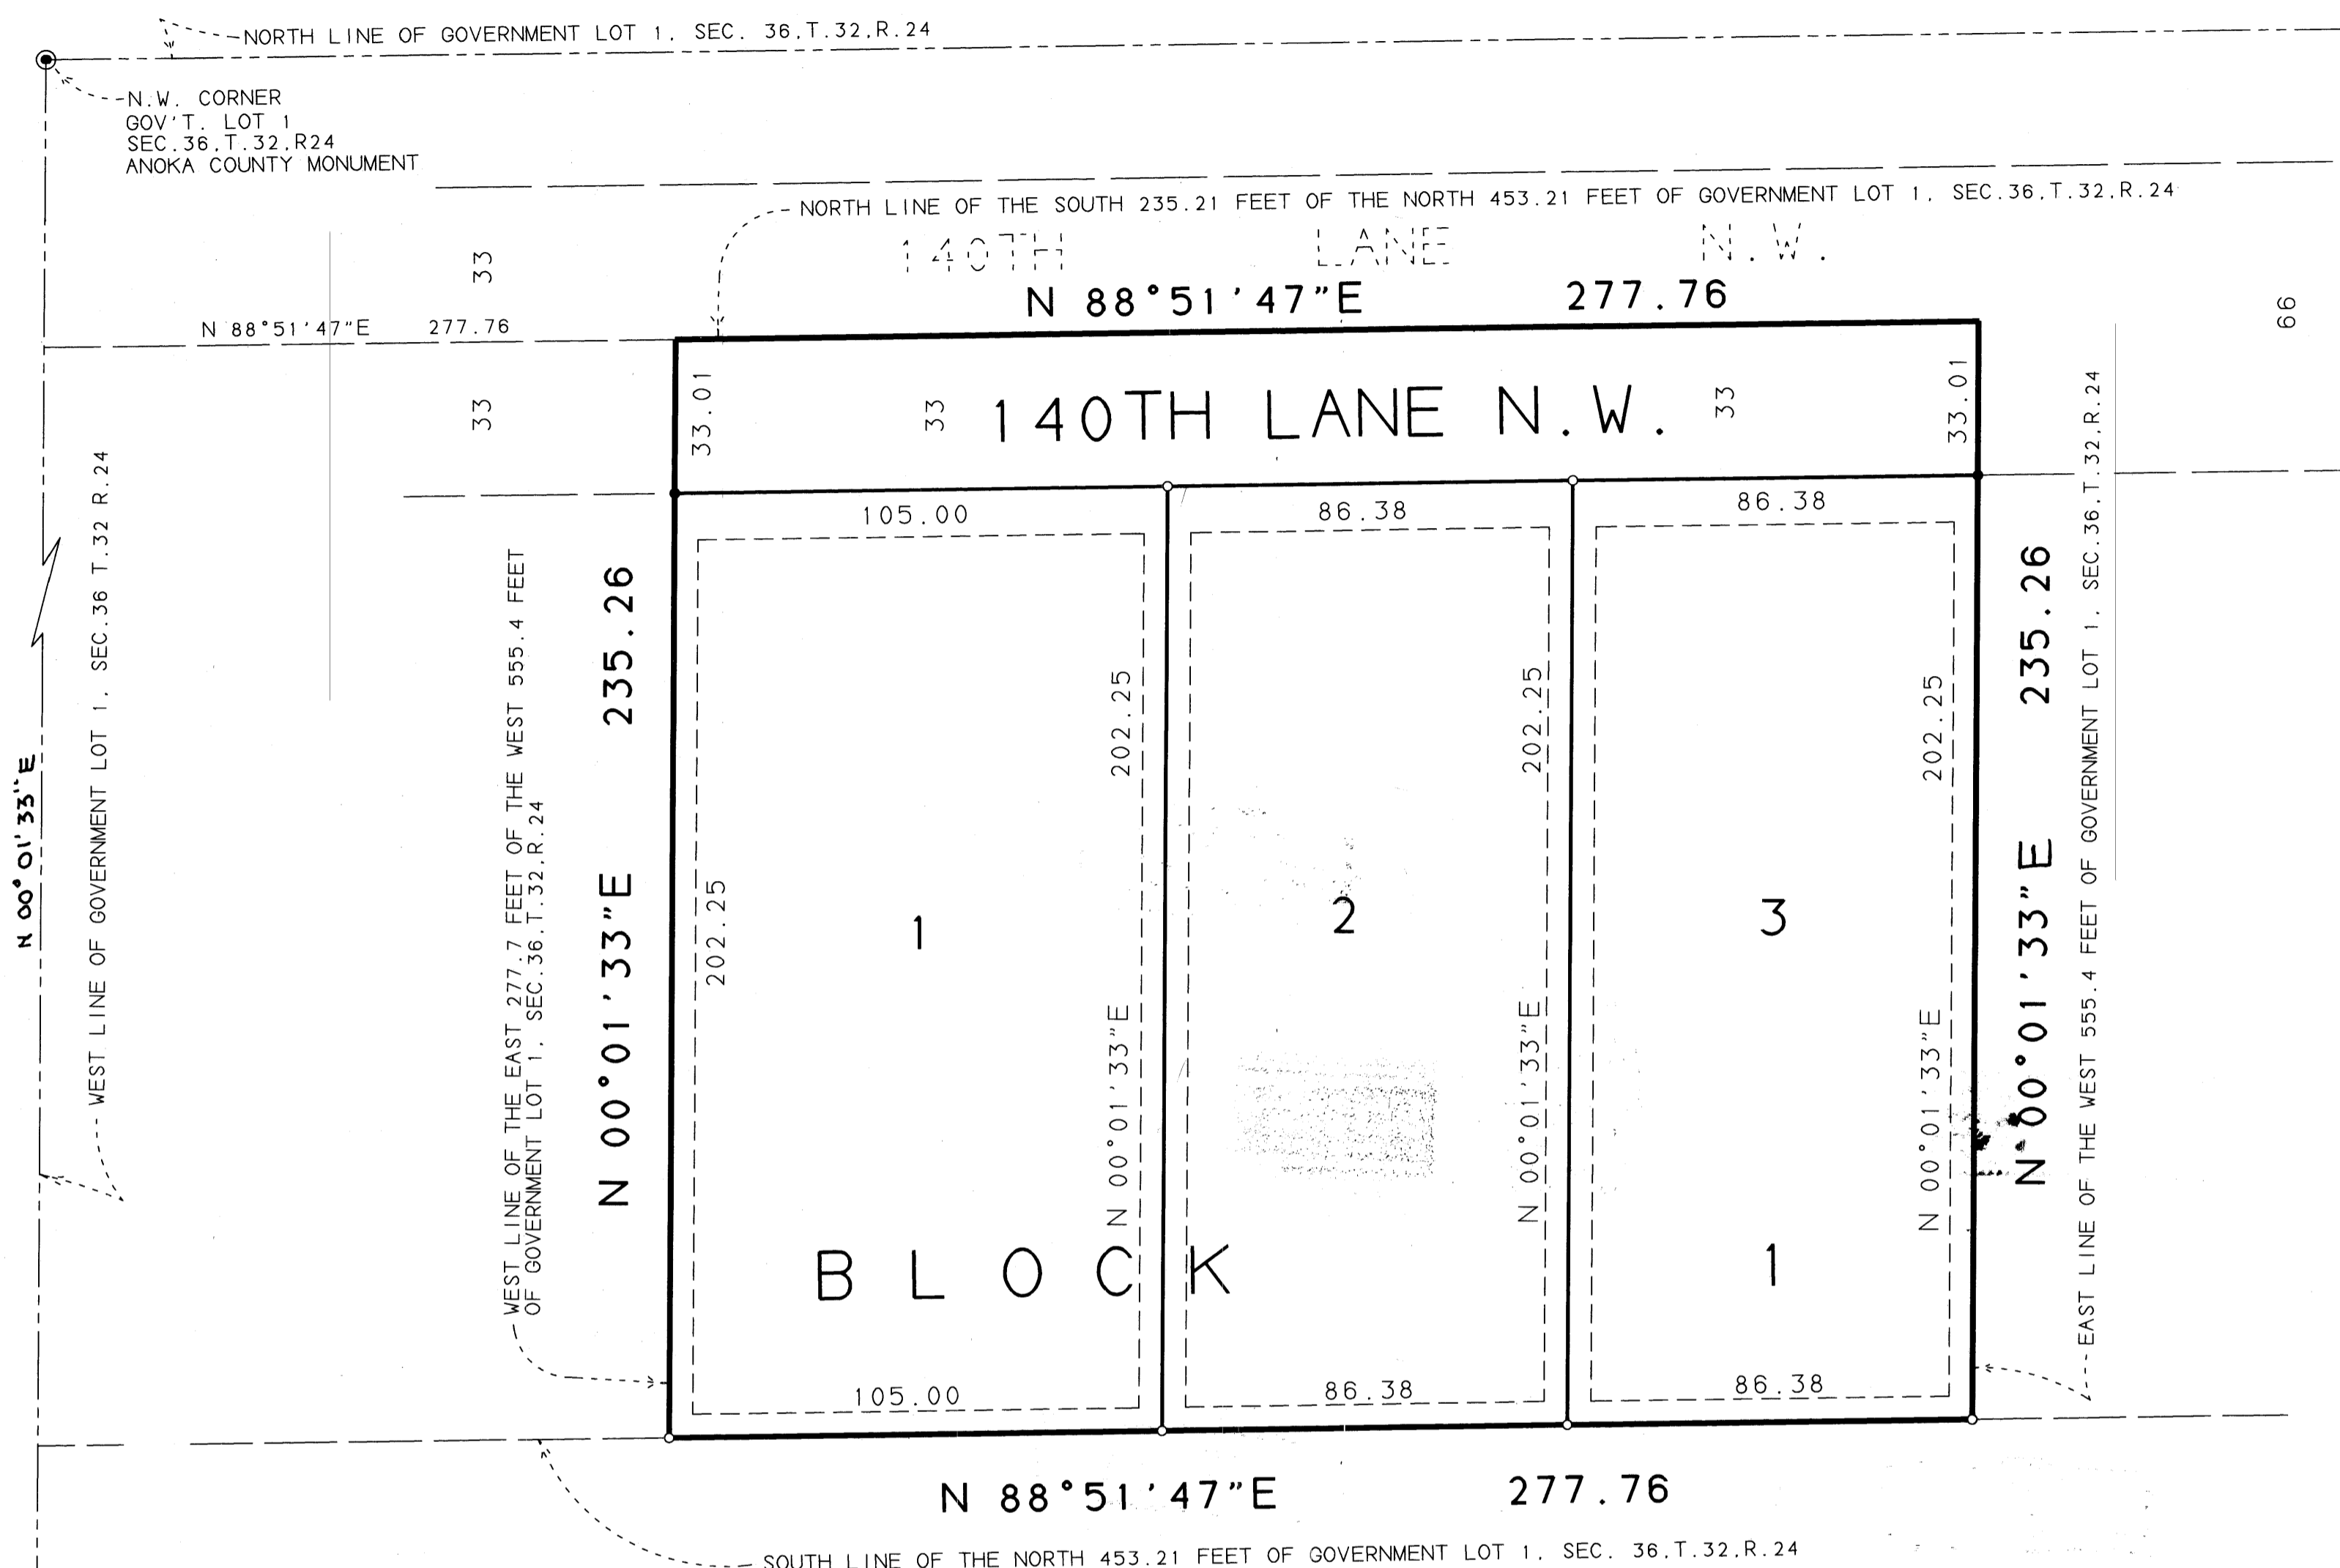 NORTH LINE OF GOVERNMENT LOT 1, SEC. 36,T.32,R.24
N.W. CORNER
GOV'T. LOT 1
SEC.36,T.32,R24
ANOKA COUNTY MONUMENT
NORTH LINE OF THE SOUTH 235.21 FEET OF THE NORTH 453.21 FEET OF GOVERNMENT LOT 1, SEC.36,T.32,R.24
33
140TH LANE N.W.
N 88°51'47"E 277.76
66
N 88°51'47"E 277.76
33
33.01
33
140TH LANE N.W.
33
33.01
105.00
86.38
86.38
N 00°01'33"E
WEST LINE OF GOVERNMENT LOT 1, SEC.36 T.32 R.24
WEST LINE OF THE EAST 277.7 FEET OF THE WEST 555.4 FEET
OF GOVERNMENT LOT 1, SEC.36,T.32,R.24
N 00°01'33"E 235.26
202.25
1
N 00°01'33"E 202.25
2
N 00°01'33"E 202.25
3
N 00°01'33"E 202.25
N 00°01'33"E 235.26
EAST LINE OF THE WEST 555.4 FEET OF GOVERNMENT LOT 1, SEC.36,T.32,R.24
BLOCK 1
105.00
86.38
86.38
N 88°51'47"E 277.76
SOUTH LINE OF THE NORTH 453.21 FEET OF GOVERNMENT LOT 1, SEC. 36,T.32,R.24